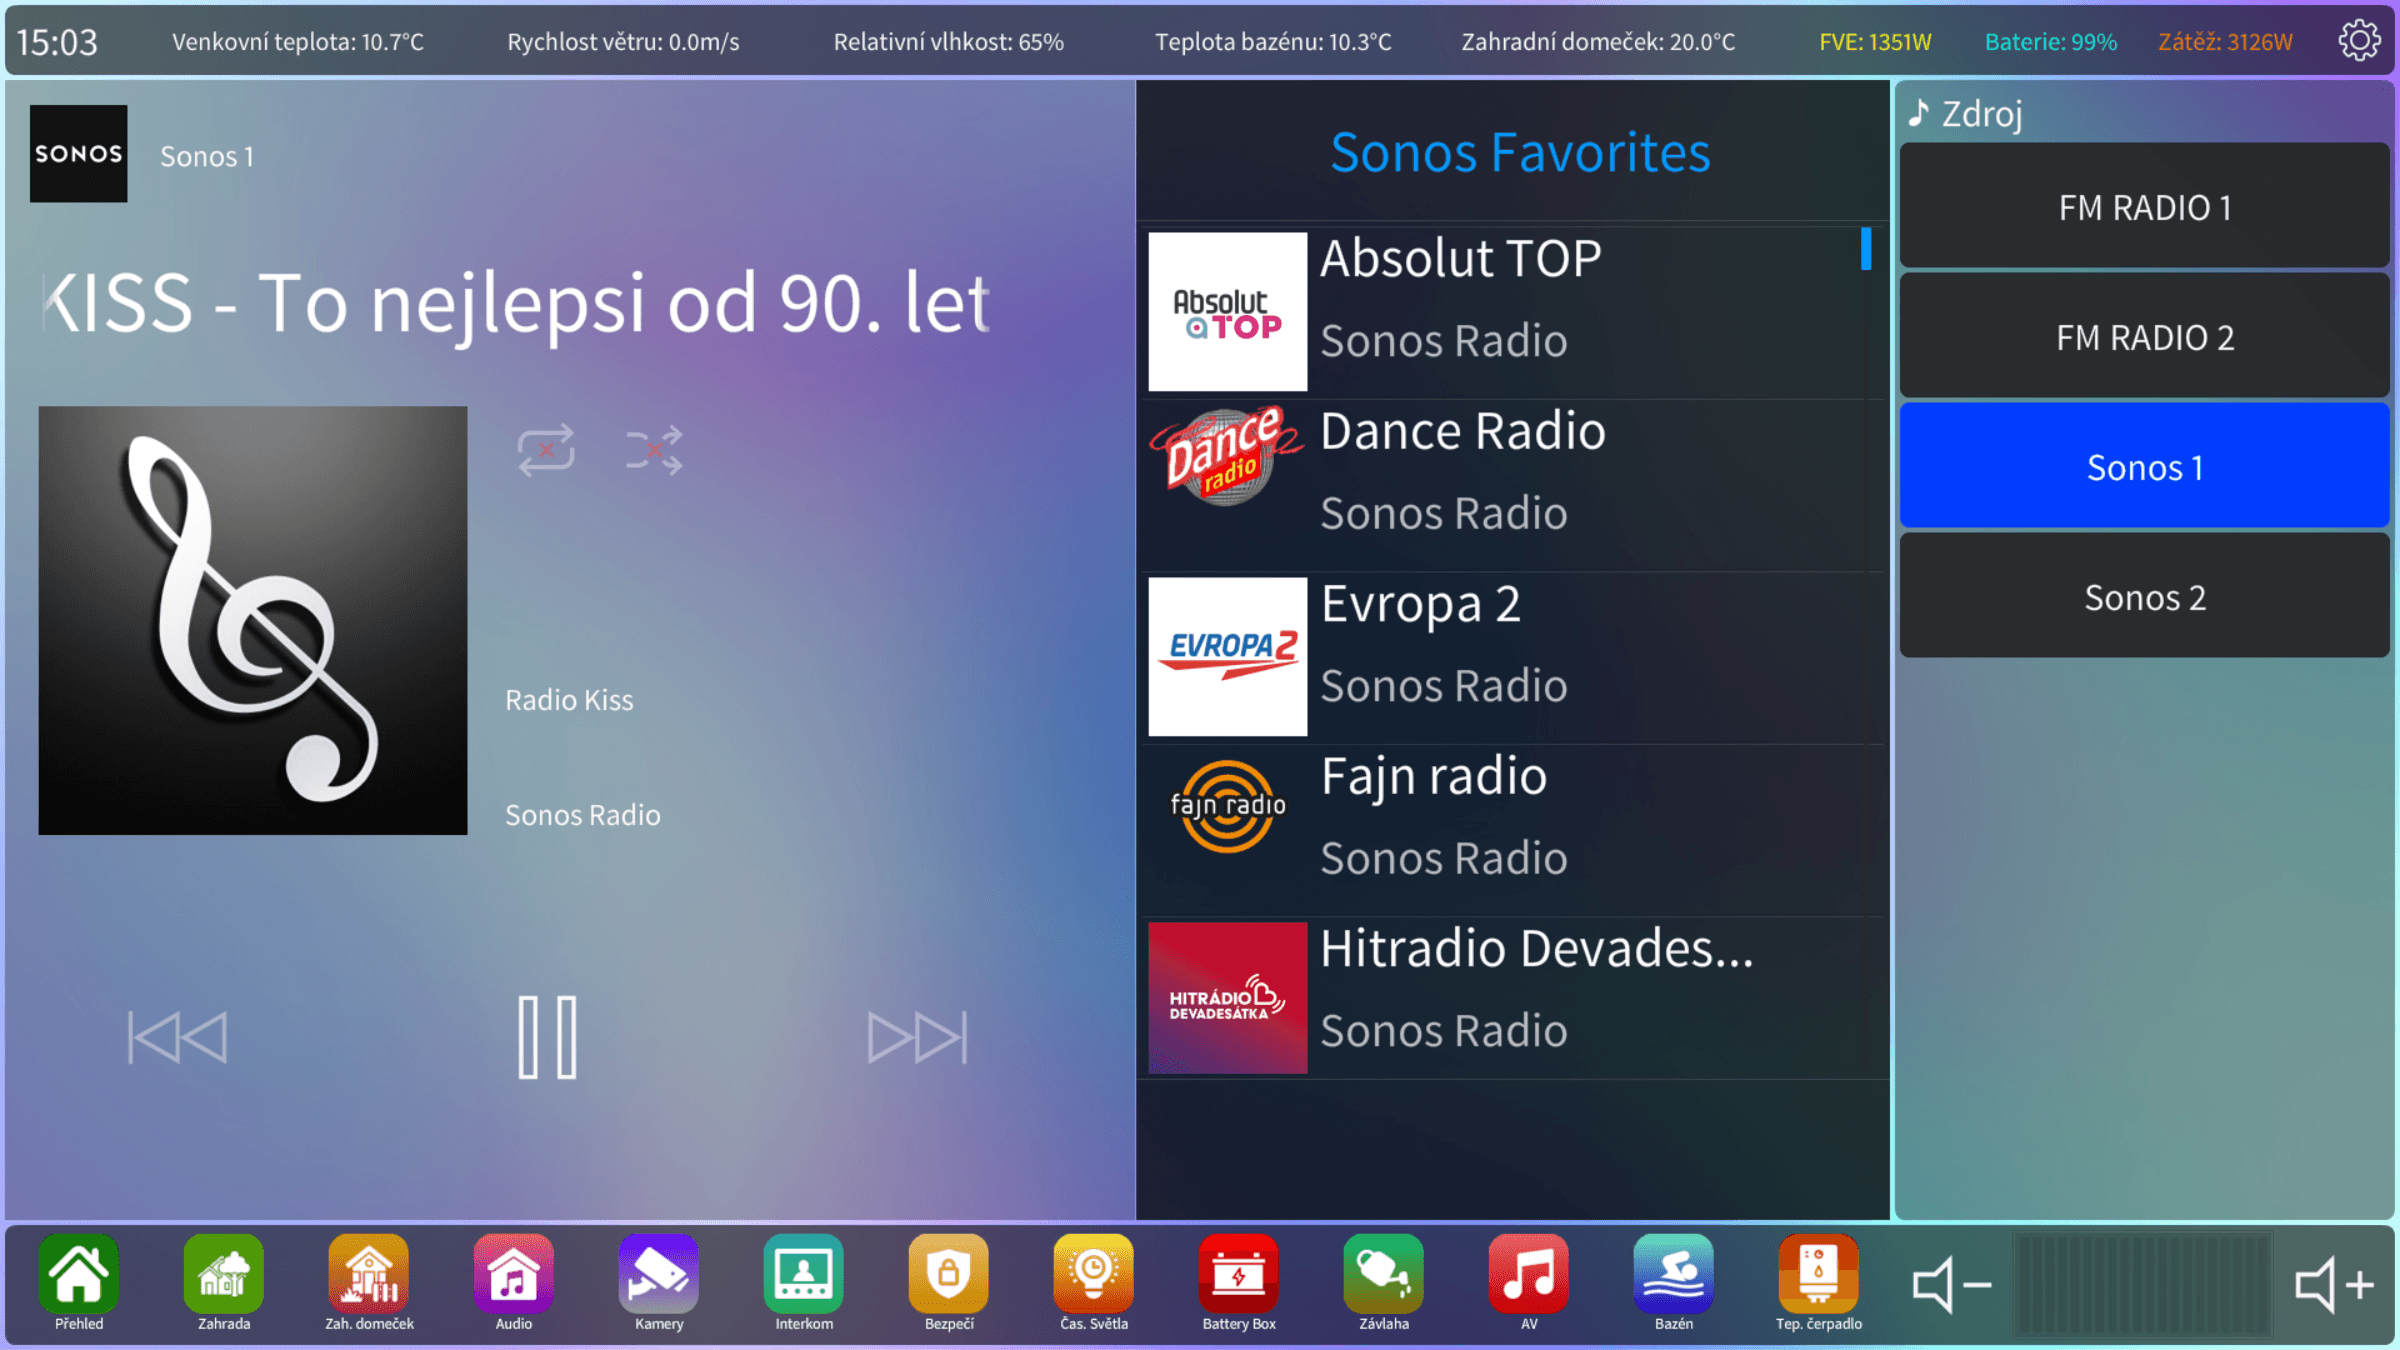 15:03
Venkovní teplota: 10.7°C
Rychlost větru: 0.0m/s
Relativní vlhkost: 65%
Teplota bazénu: 10.3°C
Zahradní domeček: 20.0°C
FVE: 1351W
Baterie: 99%
Zátěž: 3126W
SONOS
Sonos 1
KISS - To nejlepsi od 90. let
Radio Kiss
Sonos Radio
Sonos Favorites
Absolut
TOP
Absolut TOP
Sonos Radio
Dance
radio
Dance Radio
Sonos Radio
EVROPA 2
Evropa 2
Sonos Radio
fajn radio
Fajn radio
Sonos Radio
HITRÁDIO
DEVADESÁTKA
Hitradio Devades...
Sonos Radio
Zdroj
FM RADIO 1
FM RADIO 2
Sonos 1
Sonos 2
Přehled
Zahrada
Zah. domeček
Audio
Kamery
Interkom
Bezpečí
Čas. Světla
Battery Box
Závlaha
AV
Bazén
Tep. čerpadlo